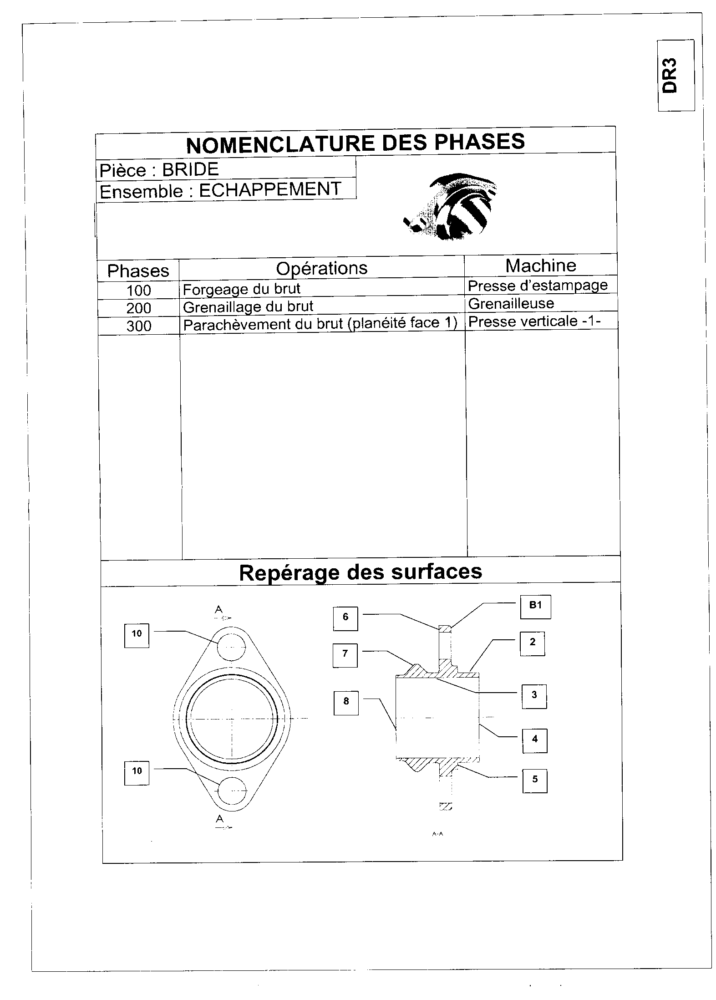 DR3
NOMENCLATURE DES PHASES
Pièce : BRIDE
Ensemble : ECHAPPEMENT
Phases Opérations Machine
100 Forgeage du brut Presse d'estampage
200 Grenaillage du brut Grenailleuse
300 Parachèvement du brut (planéité face 1) Presse verticale -1-
Repérage des surfaces
A
10
10
A
6
7
8
B1
2
3
4
5
A-A